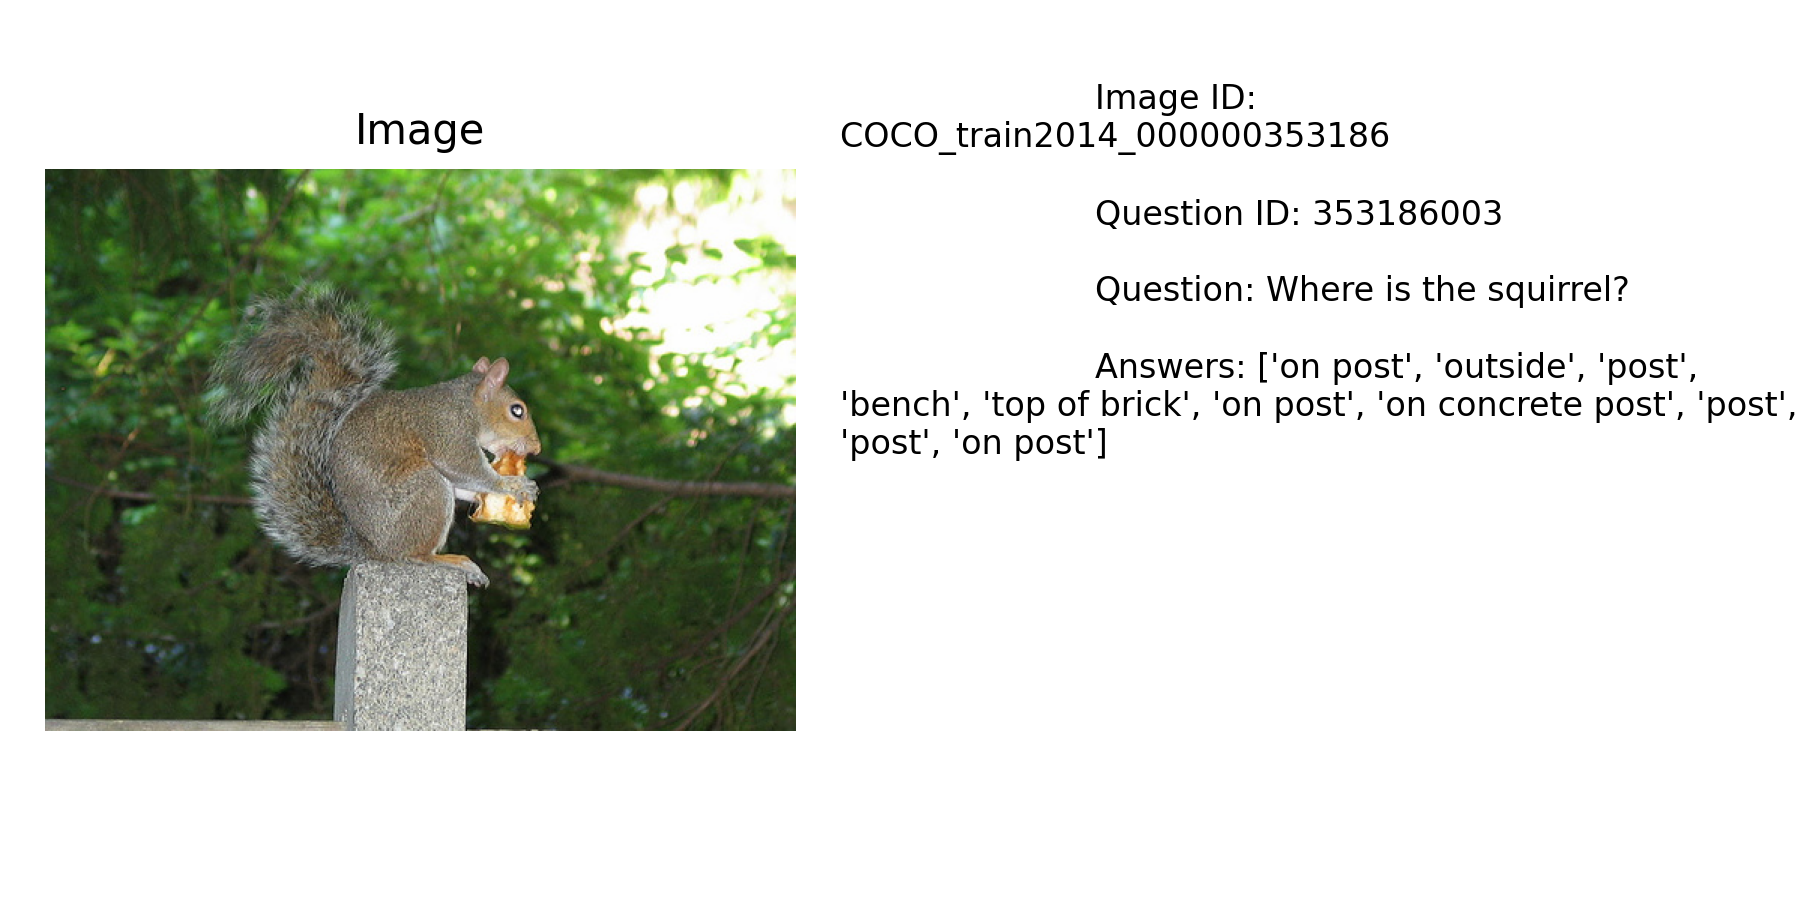 Image
Image ID:
COCO_train2014_000000353186
Question ID: 353186003
Question: Where is the squirrel?
Answers: ['on post', 'outside', 'post',
'bench', 'top of brick', 'on post', 'on concrete post', 'post',
'post', 'on post']